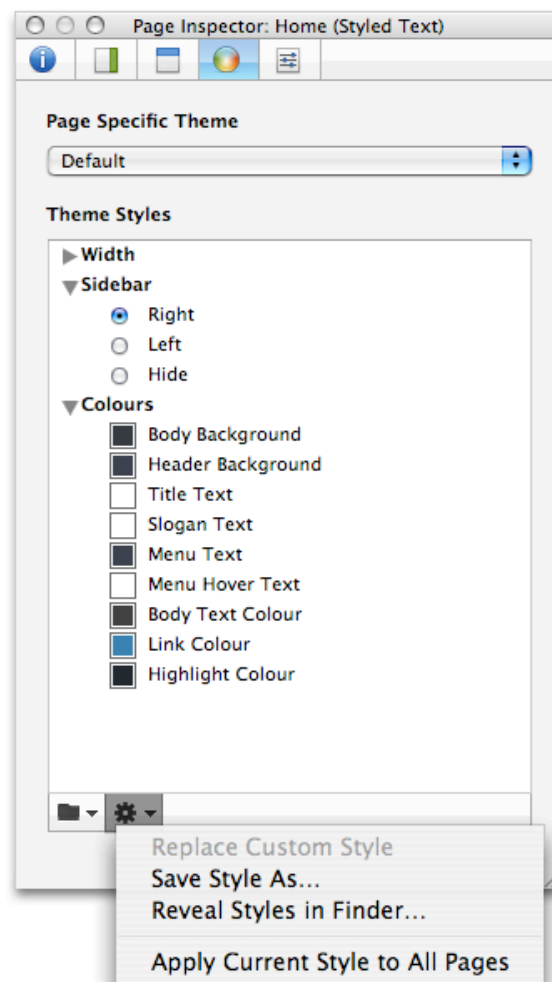 Page Inspector: Home (Styled Text)
Page Specific Theme
Default
Theme Styles
Width
Sidebar
Right
Left
Hide
Colours
Body Background
Header Background
Title Text
Slogan Text
Menu Text
Menu Hover Text
Body Text Colour
Link Colour
Highlight Colour
Replace Custom Style
Save Style As...
Reveal Styles in Finder...
Apply Current Style to All Pages